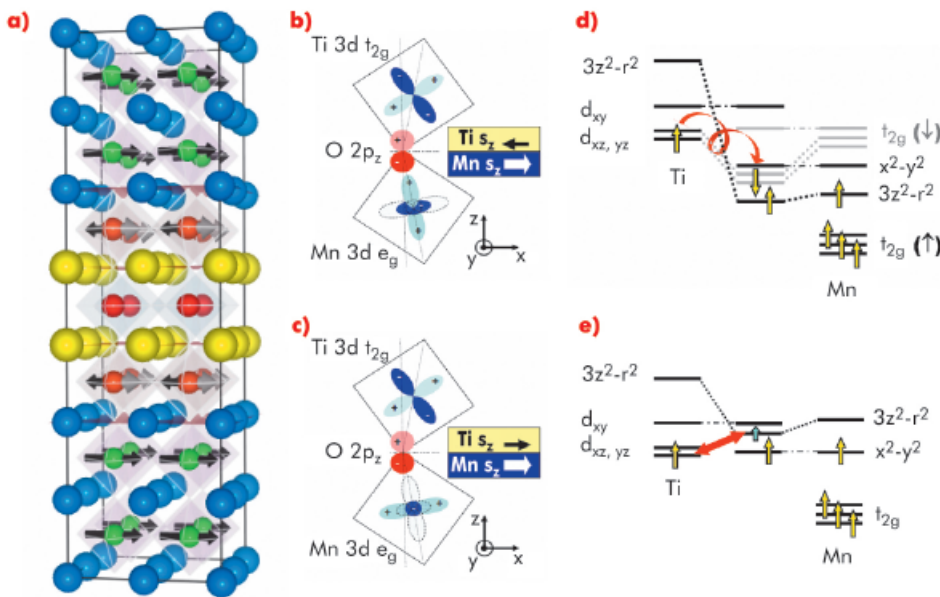 a)
b)
Ti 3d t2g
O 2pz
Ti sz
Mn sz
Mn 3d eg
z
y
x
c)
Ti 3d t2g
O 2pz
Ti sz
Mn sz
Mn 3d eg
z
y
x
d)
3z²-r²
dxy
dxz, yz
Ti
t2g (↓)
x²-y²
3z²-r²
t2g (↑)
Mn
e)
3z²-r²
dxy
dxz, yz
Ti
3z²-r²
x²-y²
t2g
Mn